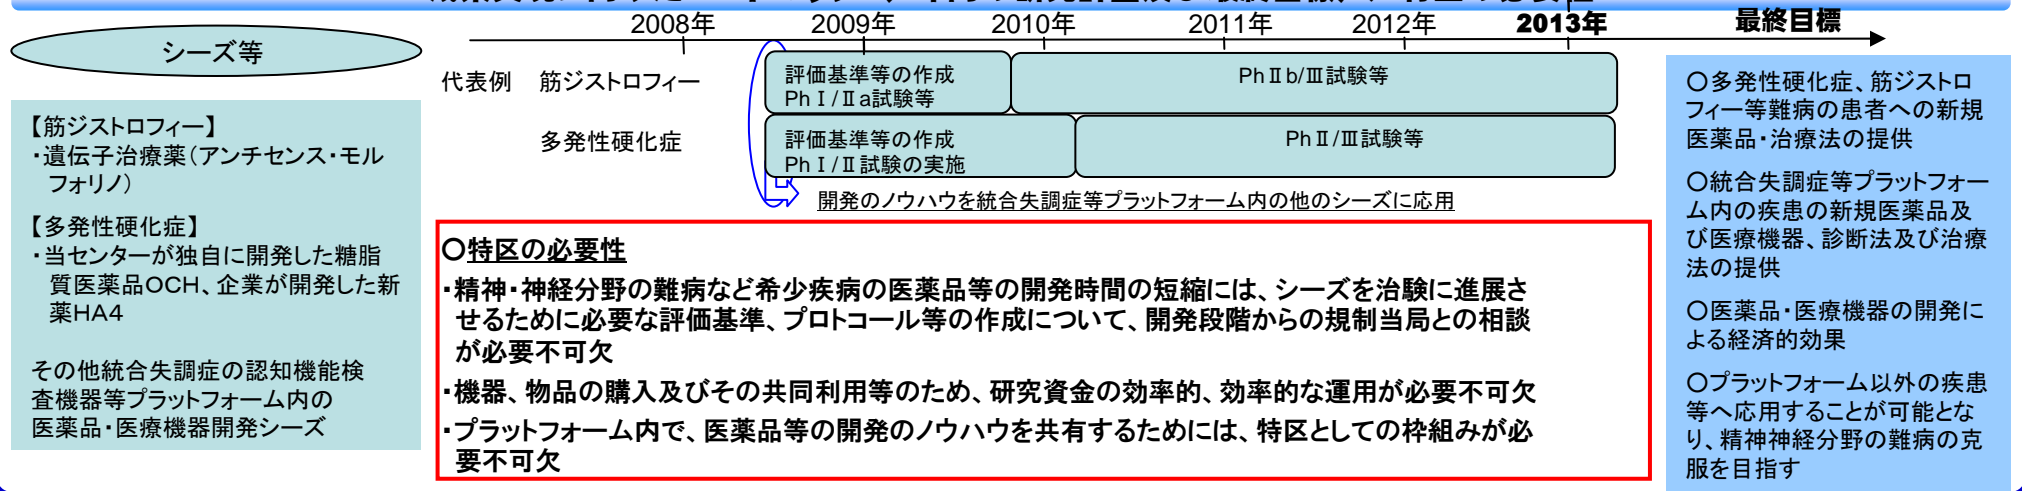 2008年 2009年 2010年 2011年 2012年 2013年 最終目標
シーズ等
【筋ジストロフィー】
・遺伝子治療薬(アンチセンス・モル
フォリノ)
【多発性硬化症】
・当センターが独自に開発した糖脂
質医薬品OCH、企業が開発した新
薬HA4
その他統合失調症の認知機能検
査機器等プラットフォーム内の
医薬品・医療機器開発シーズ
代表例 筋ジストロフィー
評価基準等の作成
PhⅠ/Ⅱa試験等
PhⅡb/Ⅲ試験等
多発性硬化症
評価基準等の作成
PhⅠ/Ⅱ試験の実施
PhⅡ/Ⅲ試験等
開発のノウハウを統合失調症等プラットフォーム内の他のシーズに応用
○特区の必要性
・精神・神経分野の難病など希少疾病の医薬品等の開発時間の短縮には、シーズを治験に進展さ
せるために必要な評価基準、プロトコール等の作成について、開発段階からの規制当局との相談
が必要不可欠
・機器、物品の購入及びその共同利用等のため、研究資金の効率的、効率的な運用が必要不可欠
・プラットフォーム内で、医薬品等の開発のノウハウを共有するためには、特区としての枠組みが必
要不可欠
○多発性硬化症、筋ジストロ
フィー等難病の患者への新規
医薬品・治療法の提供
○統合失調症等プラットフォー
ム内の疾患の新規医薬品及
び医療機器、診断法及び治療
法の提供
○医薬品・医療機器の開発に
よる経済的効果
○プラットフォーム以外の疾患
等へ応用することが可能とな
り、精神神経分野の難病の克
服を目指す